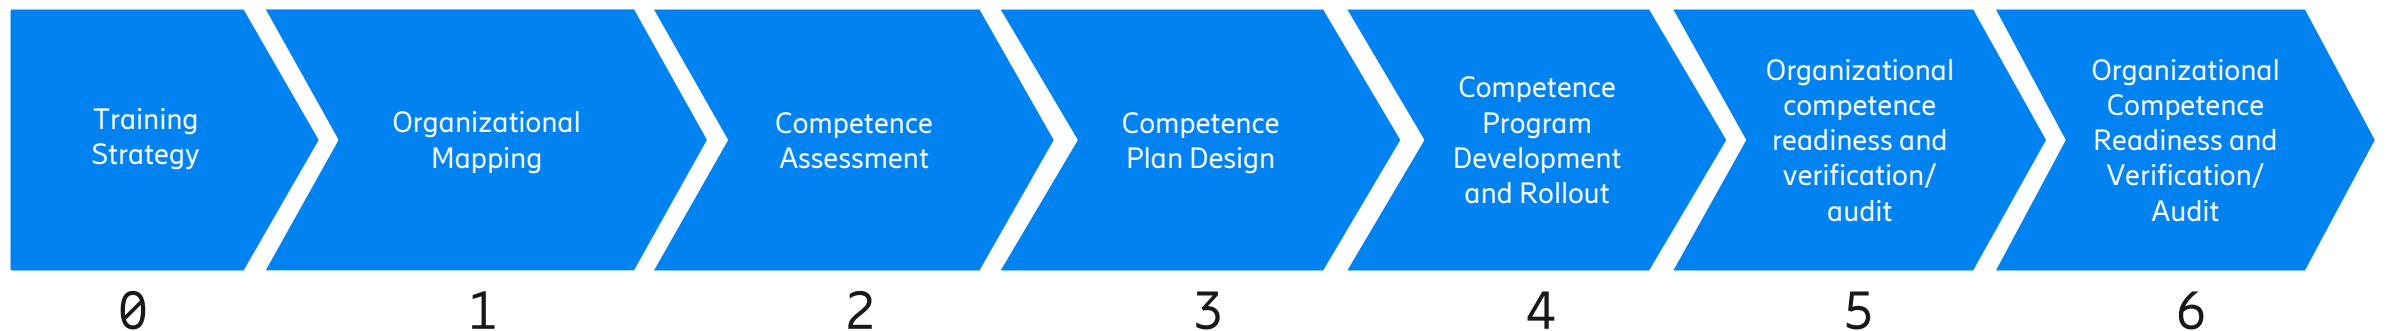 Training
Strategy
Organizational
Mapping
Competence
Assessment
Competence
Plan Design
Competence
Program
Development
and Rollout
Organizational
competence
readiness and
verification/
audit
Organizational
Competence
Readiness and
Verification/
Audit
0
1
2
3
4
5
6